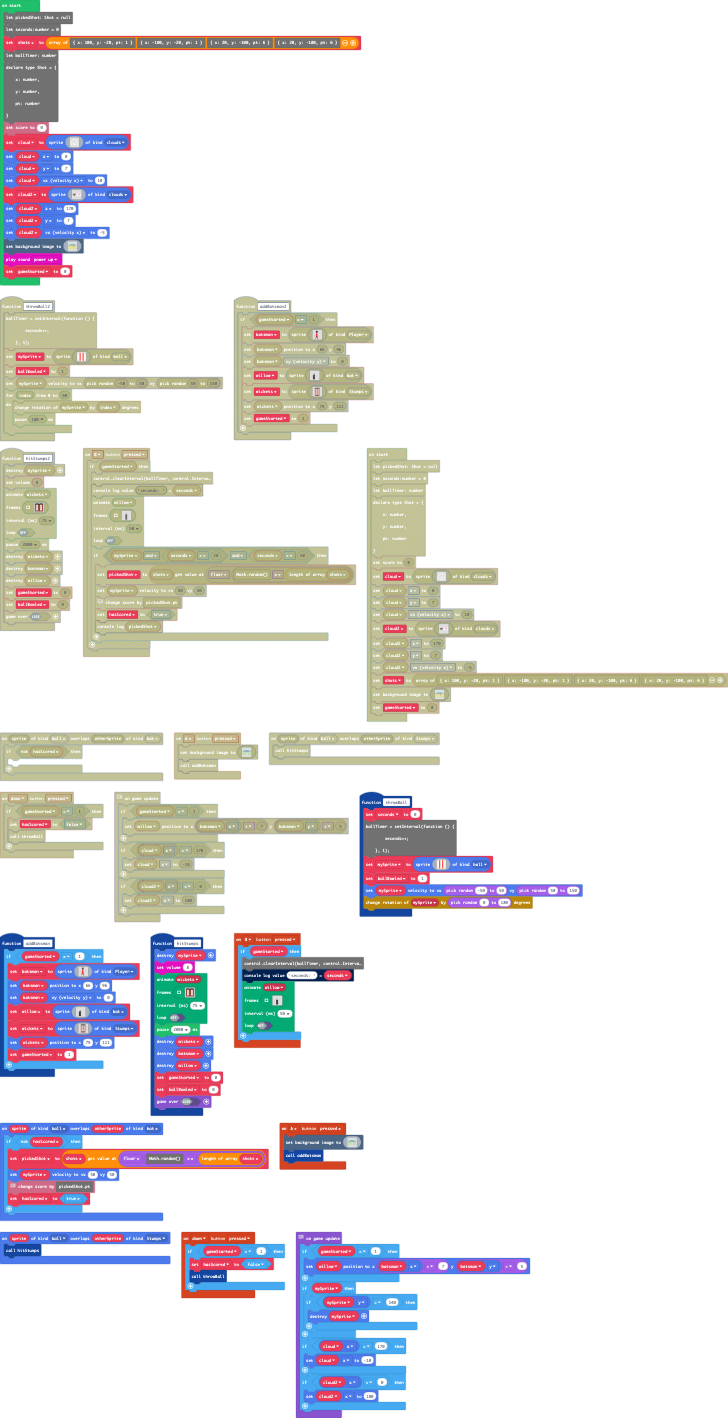 on start
let pickedShot: Shot = null
let seconds:number = 0
set shots to array of { x: 100, y: -20, pt: 1 } { x: -100, y: -20, pt: 1 } { x: 20, y: -100, pt: 6 } { x: 20, y: -100, pt: 6 }
let ballTimer: number
declare type Shot = {
x: number,
y: number,
pt: number
}
set score to 0
set cloud to sprite of kind clouds
set cloud x to 0
set cloud y to 7
set cloud vx (velocity x) to 10
set cloud2 to sprite of kind clouds
set cloud2 x to 170
set cloud2 y to 7
set cloud2 vx (velocity x) to
set background image to
play sound power up
set gameStarted to 0
function throwBall2
ballTimer = setInterval(function () {
seconds++;
}, 1);
set mySprite to sprite of kind ball
set ballBowled to 1
set mySprite velocity to vx pick random -50 to 50 vy pick random 50 to 150
for index from 0 to
do change rotation of mySprite by index degrees
pause 100 ms
function addBatsman2
if gameStarted = then
set batsman to sprite of kind Player
set batsman position to x y
set batsman vy (velocity y) to 0
set willow to sprite of kind Bat
set wickets to sprite of kind Stumps
set wickets position to x 79 y 111
set gameStarted to 1
function hitStumps2
destroy mySprite
set volume
animate wickets
frames
interval (ms) 75
loop off
pause 2000 ms
destroy wickets
destroy batsman
destroy willow
set gameStarted to 0
set ballBowled to 0
game over
on B button pressed
if gameStarted then
control.clearInterval(ballTimer, control.Interva…
console log value "seconds: " = seconds
animate willow
frames
interval (ms) 50
loop off
if mySprite and seconds and seconds then
set pickedShot to shots get value at floor Math.random() x length of array shots
set mySprite velocity to vx 50 vy 50
change score by pickedShot.pt
set hasScored to true
console log pickedShot
on start
let pickedShot: Shot = null
let seconds:number = 0
let ballTimer: number
declare type Shot = {
x: number,
y: number,
pt: number
}
set score to 0
set cloud to sprite of kind clouds
set cloud x to 0
set cloud y to 7
set cloud vx (velocity x) to 10
set cloud2 to sprite of kind clouds
set cloud2 x to 170
set cloud2 y to 7
set cloud2 vx (velocity x) to
set shots to array of { x: 100, y: -20, pt: 1 } { x: -100, y: -20, pt: 1 } { x: 20, y: -100, pt: 6 } { x: 20, y: -100, pt: 6 }
set background image to
set gameStarted to 0
on sprite of kind ball overlaps otherSprite of kind Bat
if not hasScored then
on A button pressed
set background image to
call addBatsman
on sprite of kind ball overlaps otherSprite of kind Stumps
call hitStumps
on down button pressed
if gameStarted = then
set hasScored to false
call throwBall
on game update
if gameStarted = 1 then
set willow position to x batsman x 7 y batsman y
if cloud x 170 then
set cloud x to -10
if cloud2 x 0 then
set cloud2 x to 180
function throwBall
set seconds to 0
ballTimer = setInterval(function () {
seconds++;
}, 1);
set mySprite to sprite of kind ball
set ballBowled to 1
set mySprite velocity to vx pick random -50 to 50 vy pick random 50 to 150
change rotation of mySprite by pick random 0 to 180 degrees
function addBatsman
if gameStarted 1 then
set batsman to sprite of kind Player
set batsman position to x 66 y 96
set batsman vy (velocity y) to 0
set willow to sprite of kind Bat
set wickets to sprite of kind Stumps
set wickets position to x 79 y 111
set gameStarted to 1
function hitStumps
destroy mySprite
set volume
animate wickets
frames
interval (ms) 75
loop off
pause 2000 ms
destroy wickets
destroy batsman
destroy willow
set gameStarted to 0
set ballBowled to 0
game over
on B button pressed
if gameStarted then
control.clearInterval(ballTimer, control.Interva…
console log value "seconds: " = seconds
animate willow
frames
interval (ms) 50
loop off
on sprite of kind ball overlaps otherSprite of kind Bat
if not hasScored then
set pickedShot to shots get value at floor Math.random() x length of array shots
set mySprite velocity to vx 50 vy 50
change score by pickedShot.pt
set hasScored to true
on A button pressed
set background image to
call addBatsman
on sprite of kind ball overlaps otherSprite of kind Stumps
call hitStumps
on down button pressed
if gameStarted = 1 then
set hasScored to false
call throwBall
on game update
if gameStarted = 1 then
set willow position to x batsman x 7 y batsman y
if mySprite then
if mySprite y 140 then
destroy mySprite
if cloud x 170 then
set cloud x to -10
if cloud2 x 0 then
set cloud2 x to 180